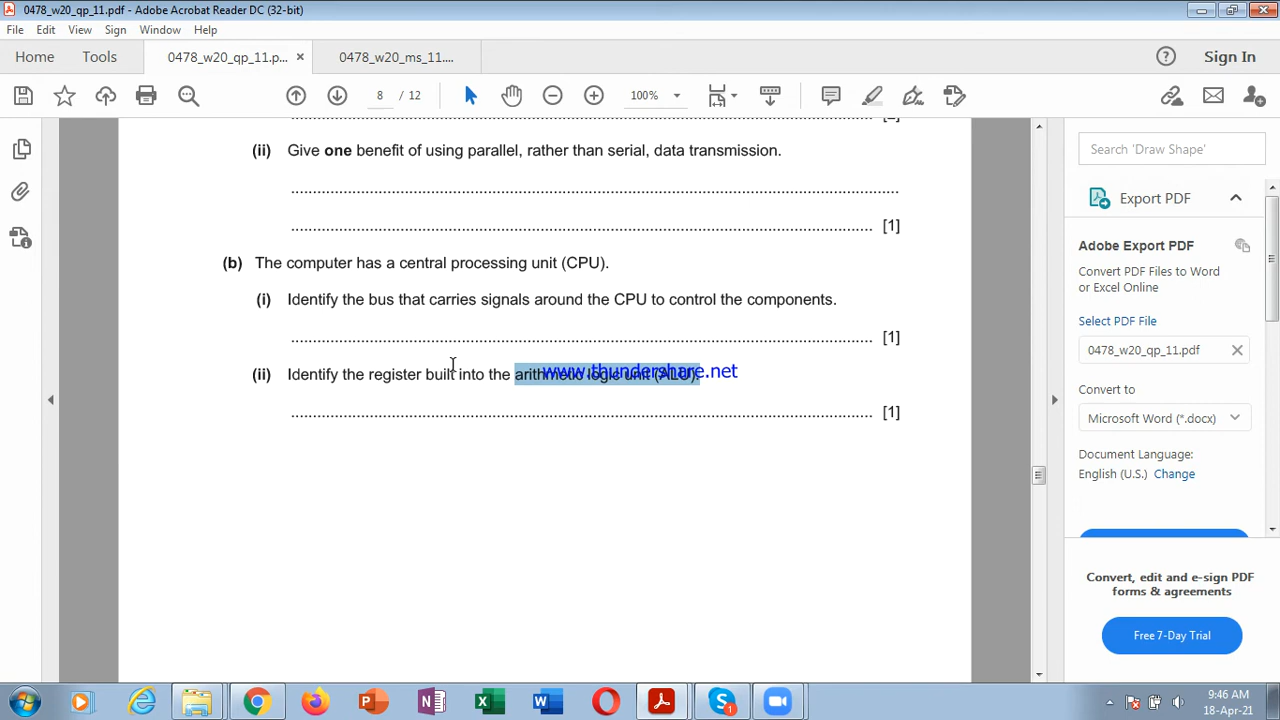 0478_w20_qp_11.pdf - Adobe Acrobat Reader DC (32-bit)
File Edit View Sign Window Help
Home Tools 0478_w20_qp_11.p... × 0478_w20_ms_11.... Sign In
8 / 12 100%
(ii) Give one benefit of using parallel, rather than serial, data transmission.
[1]
(b) The computer has a central processing unit (CPU).
(i) Identify the bus that carries signals around the CPU to control the components.
[1]
(ii) Identify the register built into the arithmetic logic unit (ALU).
www.thundershare.net
[1]
Search 'Draw Shape'
Export PDF
Adobe Export PDF
Convert PDF Files to Word
or Excel Online
Select PDF File
0478_w20_qp_11.pdf
Convert to
Microsoft Word (*.docx)
Document Language:
English (U.S.) Change
Convert, edit and e-sign PDF
forms & agreements
Free 7-Day Trial
9:46 AM
18-Apr-21